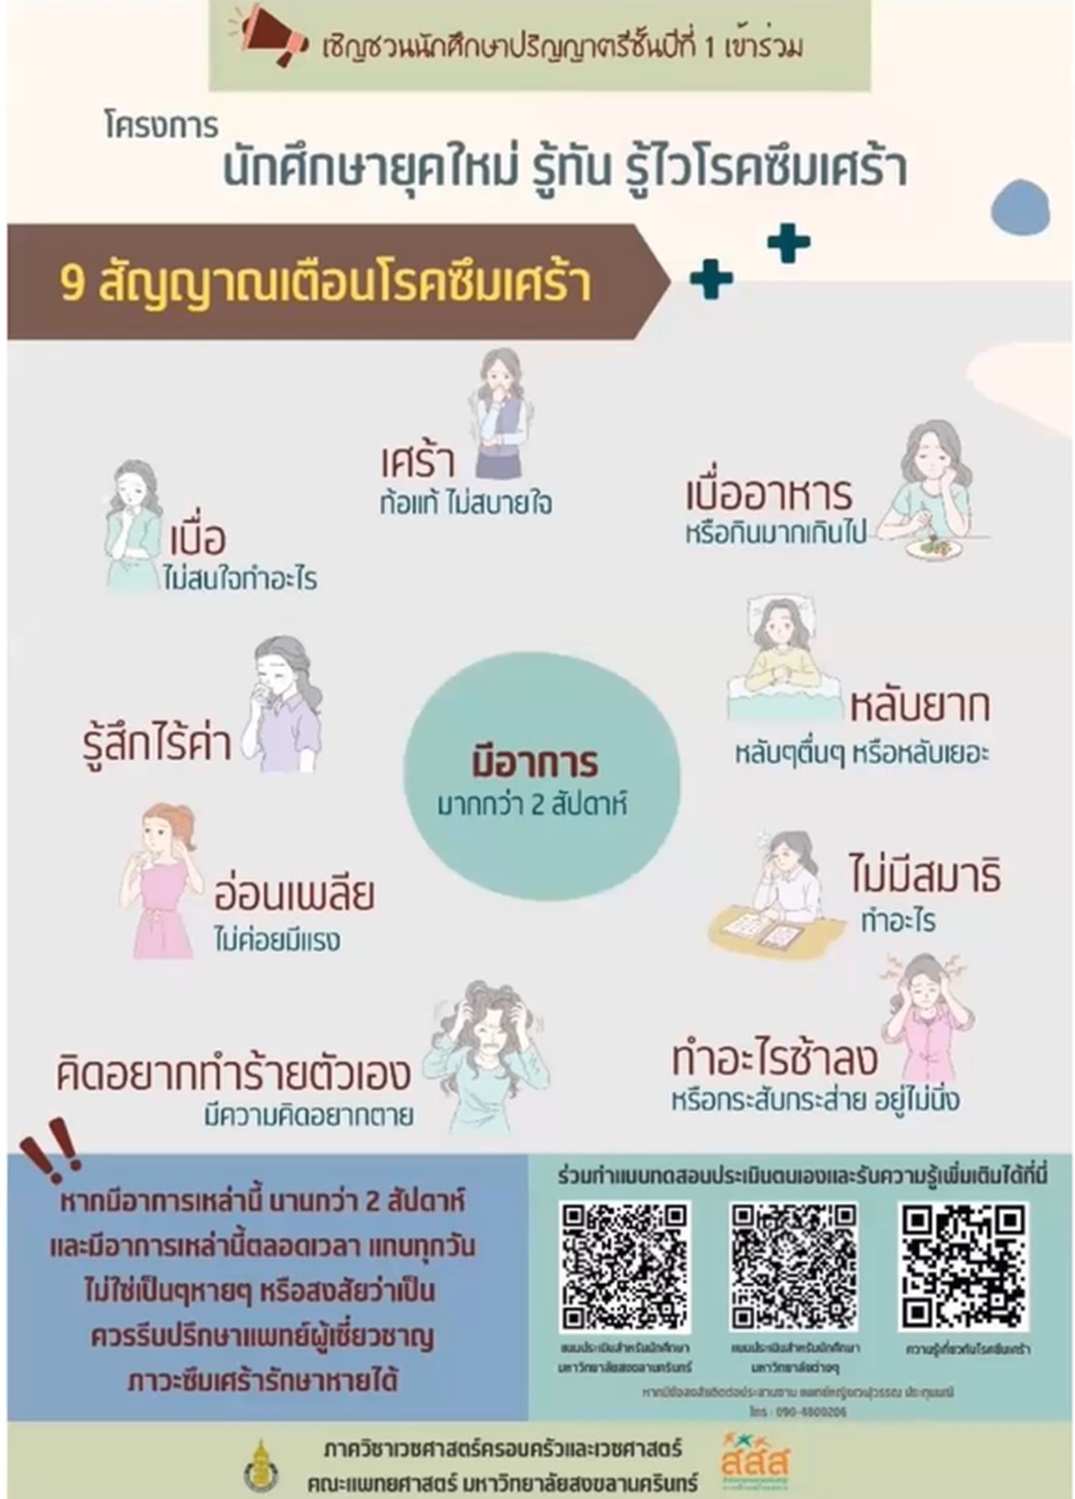 เชิญชวนนักศึกษาปริญญาตรีชั้นปีที่ 1 เข้าร่วม
โครงการ
นักศึกษายุคใหม่ รู้ทัน รู้ไวโรคซึมเศร้า
9 สัญญาณเตือนโรคซึมเศร้า
เศร้า
ท้อแท้ ไม่สบายใจ
เบื่ออาหาร
หรือกินมากเกินไป
เบื่อ
ไม่สนใจทำอะไร
หลับยาก
หลับๆตื่นๆ หรือหลับเยอะ
รู้สึกไร้ค่า
มีอาการ
มากกว่า 2 สัปดาห์
อ่อนเพลีย
ไม่ค่อยมีแรง
ไม่มีสมาธิ
ทำอะไร
คิดอยากทำร้ายตัวเอง
มีความคิดอยากตาย
ทำอะไรช้าลง
หรือกระสับกระส่าย อยู่ไม่นิ่ง
หากมีอาการเหล่านี้ นานกว่า 2 สัปดาห์
และมีอาการเหล่านี้ตลอดเวลา แทบทุกวัน
ไม่ใช่เป็นๆหายๆ หรือสงสัยว่าเป็น
ควรรีบปรึกษาแพทย์ผู้เชี่ยวชาญ
ภาวะซึมเศร้ารักษาหายได้
ร่วมทำแบบทดสอบประเมินตนเองและรับความรู้เพิ่มเติมได้ที่นี่
แบบประเมินสำหรับนักศึกษา
มหาวิทยาลัยสงขลานครินทร์
แบบประเมินสำหรับนักศึกษา
มหาวิทยาลัยต่างๆ
ความรู้เกี่ยวกับโรคซึมเศร้า
หากมีข้อสงสัยติดต่อประสานงาน
โทร : 090-4800206
ภาควิชาเวชศาสตร์ครอบครัวและเวชศาสตร์
คณะแพทยศาสตร์ มหาวิทยาลัยสงขลานครินทร์
สสส